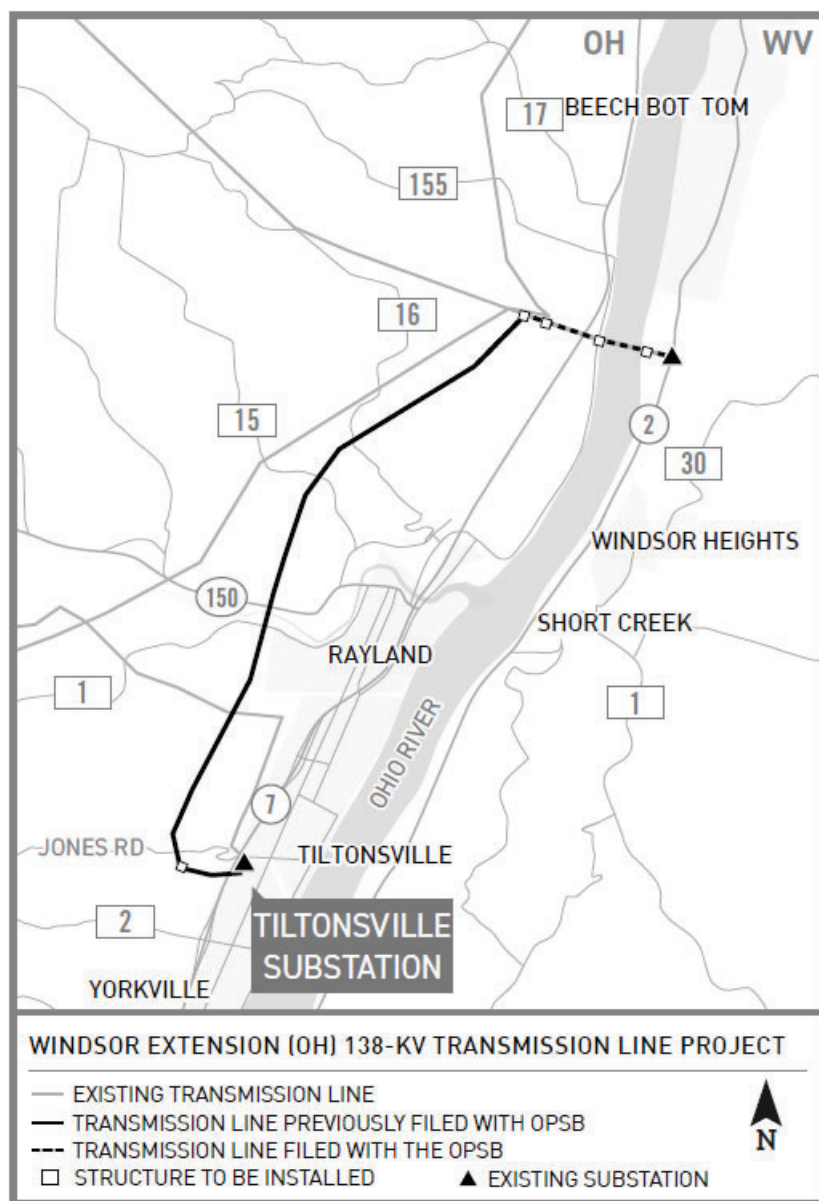 OH WV
17
BEECH BOT TOM
155
16
15
2
30
WINDSOR HEIGHTS
150
SHORT CREEK
RAYLAND
1
1
OHIO RIVER
7
JONES RD
TILTONSVILLE
2
TILTONSVILLE
SUBSTATION
YORKVILLE
WINDSOR EXTENSION (OH) 138-KV TRANSMISSION LINE PROJECT
EXISTING TRANSMISSION LINE
TRANSMISSION LINE PREVIOUSLY FILED WITH OPSB
TRANSMISSION LINE FILED WITH THE OPSB
STRUCTURE TO BE INSTALLED EXISTING SUBSTATION
N